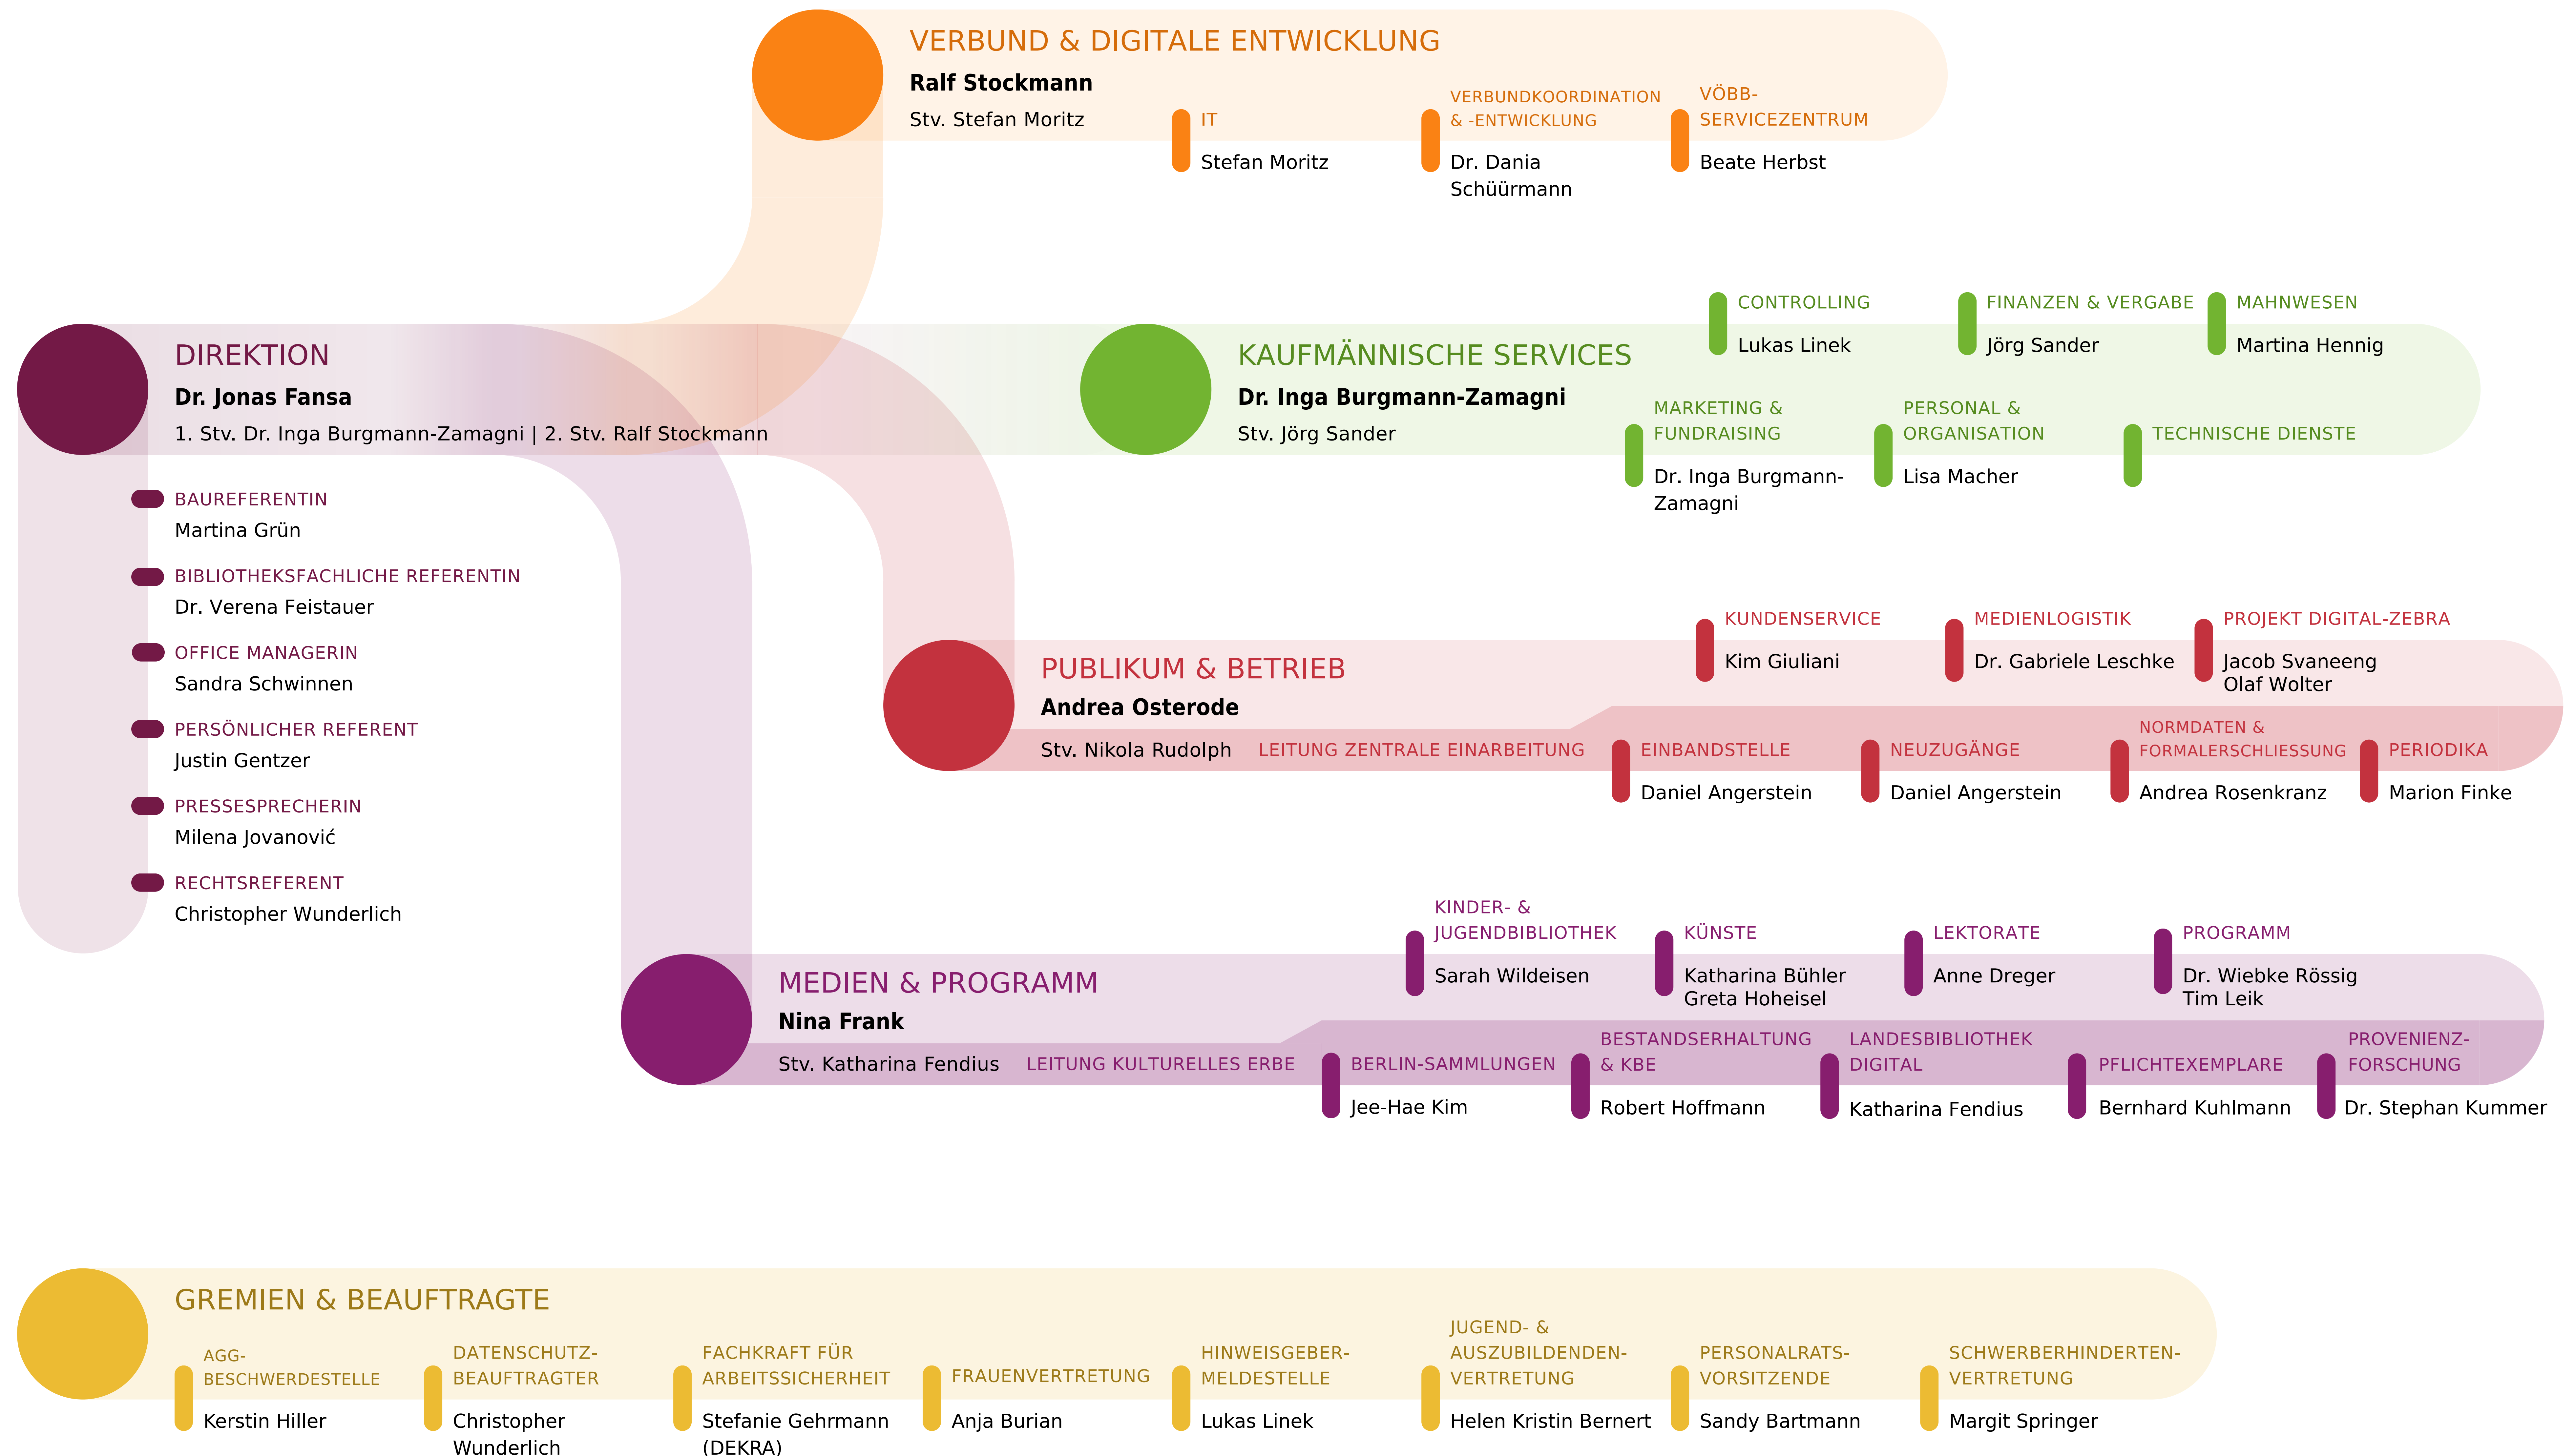 VERBUND & DIGITALE ENTWICKLUNG
Ralf Stockmann
Stv. Stefan Moritz
IT
Stefan Moritz
VERBUNDKOORDINATION
& -ENTWICKLUNG
Dr. Dania
Schüürmann
VÖBB-
SERVICEZENTRUM
Beate Herbst
DIREKTION
Dr. Jonas Fansa
1. Stv. Dr. Inga Burgmann-Zamagni | 2. Stv. Ralf Stockmann
BAUREFERENTIN
Martina Grün
BIBLIOTHEKSFACHLICHE REFERENTIN
Dr. Verena Feistauer
OFFICE MANAGERIN
Sandra Schwinnen
PERSÖNLICHER REFERENT
Justin Gentzer
PRESSESPRECHERIN
Milena Jovanović
RECHTSREFERENT
Christopher Wunderlich
KAUFMÄNNISCHE SERVICES
Dr. Inga Burgmann-Zamagni
Stv. Jörg Sander
CONTROLLING
Lukas Linek
FINANZEN & VERGABE
Jörg Sander
MAHNWESEN
Martina Hennig
MARKETING &
FUNDRAISING
Dr. Inga Burgmann-
Zamagni
PERSONAL &
ORGANISATION
Lisa Macher
TECHNISCHE DIENSTE
PUBLIKUM & BETRIEB
Andrea Osterode
Stv. Nikola Rudolph
KUNDENSERVICE
Kim Giuliani
MEDIENLOGISTIK
Dr. Gabriele Leschke
PROJEKT DIGITAL-ZEBRA
Jacob Svaneeng
Olaf Wolter
LEITUNG ZENTRALE EINARBEITUNG
EINBANDSTELLE
Daniel Angerstein
NEUZUGÄNGE
Daniel Angerstein
NORMDATEN &
FORMALERSCHLIESSUNG
Andrea Rosenkranz
PERIODIKA
Marion Finke
MEDIEN & PROGRAMM
Nina Frank
Stv. Katharina Fendius
KINDER- &
JUGENDBIBLIOTHEK
Sarah Wildeisen
KÜNSTE
Katharina Bühler
Greta Hoheisel
LEKTORATE
Anne Dreger
PROGRAMM
Dr. Wiebke Rössig
Tim Leik
LEITUNG KULTURELLES ERBE
BERLIN-SAMMLUNGEN
Jee-Hae Kim
BESTANDSERHALTUNG
& KBE
Robert Hoffmann
LANDESBIBLIOTHEK
DIGITAL
Katharina Fendius
PFLICHTEXEMPLARE
Bernhard Kuhlmann
PROVENIENZ-
FORSCHUNG
Dr. Stephan Kummer
GREMIEN & BEAUFTRAGTE
AGG-
BESCHWERDESTELLE
Kerstin Hiller
DATENSCHUTZ-
BEAUFTRAGTER
Christopher
Wunderlich
FACHKRAFT FÜR
ARBEITSSICHERHEIT
Stefanie Gehrmann
(DEKRA)
FRAUENVERTRETUNG
Anja Burian
HINWEISGEBER-
MELDESTELLE
Lukas Linek
JUGEND- &
AUSZUBILDENDEN-
VERTRETUNG
Helen Kristin Bernert
PERSONALRATS-
VORSITZENDE
Sandy Bartmann
SCHWERBERHINDERTEN-
VERTRETUNG
Margit Springer